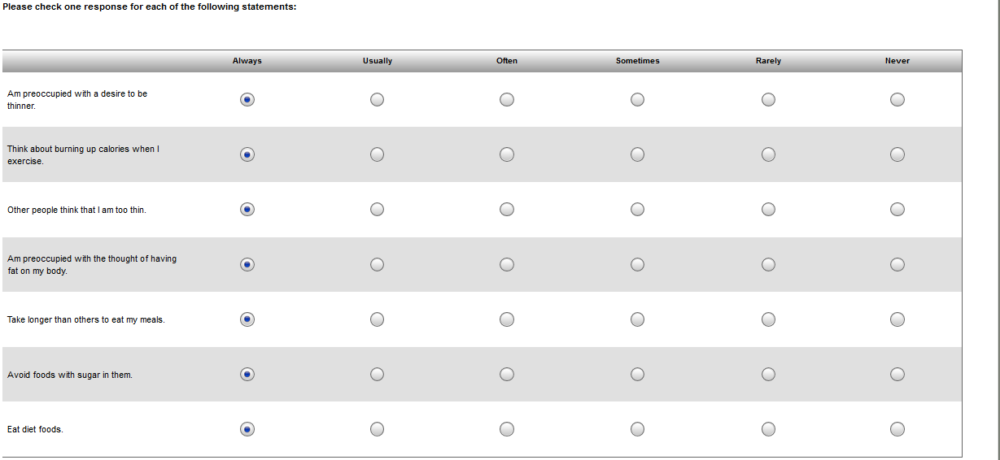 Please check one response for each of the following statements:
Always Usually Often Sometimes Rarely Never
Am preoccupied with a desire to be
thinner.
Think about burning up calories when I
exercise.
Other people think that I am too thin.
Am preoccupied with the thought of having
fat on my body.
Take longer than others to eat my meals.
Avoid foods with sugar in them.
Eat diet foods.